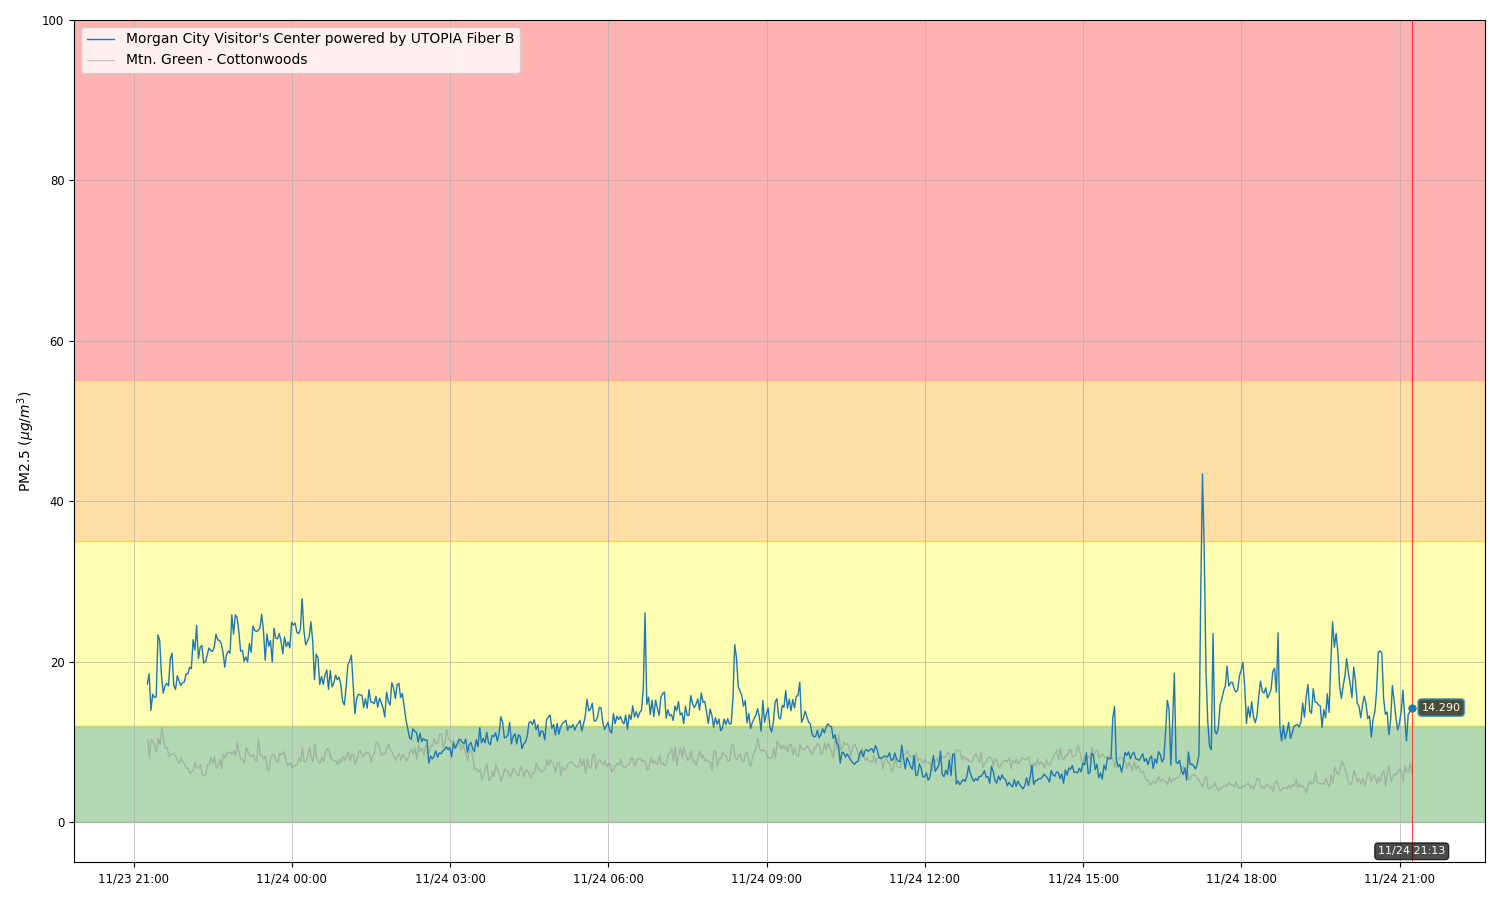 100
Morgan City Visitor's Center powered by UTOPIA Fiber B
Mtn. Green - Cottonwoods
80
60
PM2.5 (μg/m³)
40
20
14.290
0
11/24 21:13
11/23 21:00 11/24 00:00 11/24 03:00 11/24 06:00 11/24 09:00 11/24 12:00 11/24 15:00 11/24 18:00 11/24 21:00